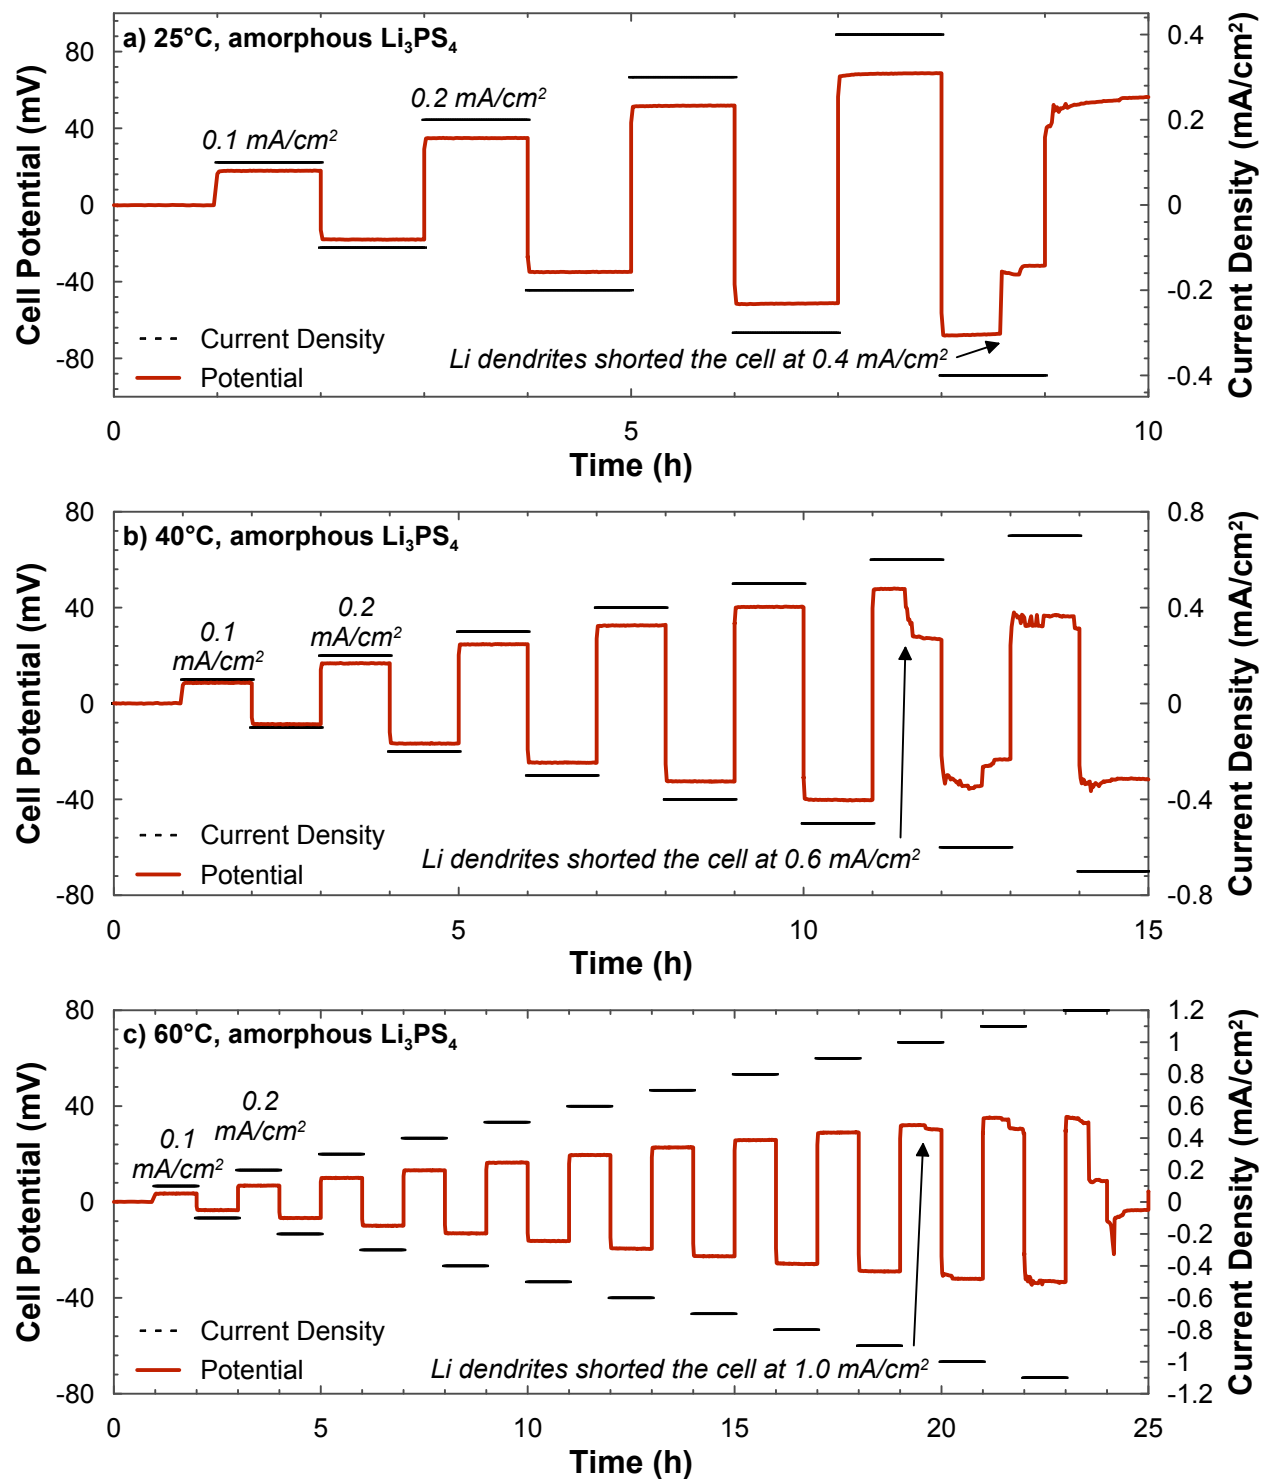 a) 25°C, amorphous Li₃PS₄
Cell Potential (mV)
80
40
0
-40
-80
0.1 mA/cm²
0.2 mA/cm²
Current Density
Potential
Li dendrites shorted the cell at 0.4 mA/cm²
0.4
0.2
0
-0.2
-0.4
Current Density (mA/cm²)
0
5
10
Time (h)
b) 40°C, amorphous Li₃PS₄
Cell Potential (mV)
80
40
0
-40
-80
0.1
mA/cm²
0.2
mA/cm²
Current Density
Potential
Li dendrites shorted the cell at 0.6 mA/cm²
0.8
0.4
0
-0.4
-0.8
Current Density (mA/cm²)
0
5
10
15
Time (h)
c) 60°C, amorphous Li₃PS₄
Cell Potential (mV)
80
40
0
-40
-80
0.1
mA/cm²
0.2
mA/cm²
Current Density
Potential
Li dendrites shorted the cell at 1.0 mA/cm²
1.2
1
0.8
0.6
0.4
0.2
0
-0.2
-0.4
-0.6
-0.8
-1
-1.2
Current Density (mA/cm²)
0
5
10
15
20
25
Time (h)